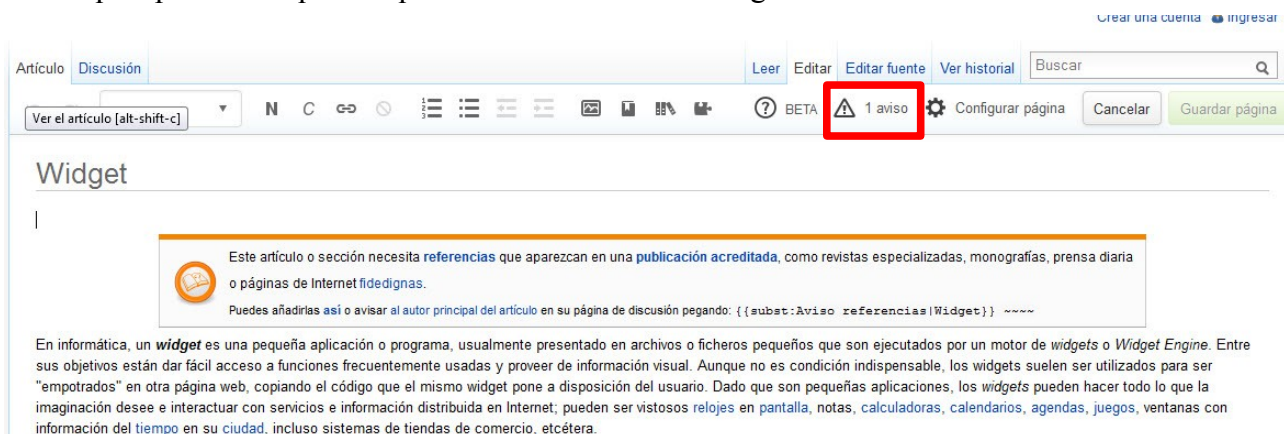 Crear una cuenta Ingresar
Artículo Discusión Leer Editar Editar fuente Ver historial Buscar
Ver el artículo [alt-shift-c] N C BETA 1 aviso Configurar página Cancelar Guardar página
Widget
Este artículo o sección necesita referencias que aparezcan en una publicación acreditada, como revistas especializadas, monografías, prensa diaria
o páginas de Internet fidedignas.
Puedes añadirlas así o avisar al autor principal del artículo en su página de discusión pegando: {{subst:Aviso referencias|Widget}} ~~~~
En informática, un widget es una pequeña aplicación o programa, usualmente presentado en archivos o ficheros pequeños que son ejecutados por un motor de widgets o Widget Engine. Entre
sus objetivos están dar fácil acceso a funciones frecuentemente usadas y proveer de información visual. Aunque no es condición indispensable, los widgets suelen ser utilizados para ser
"empotrados" en otra página web, copiando el código que el mismo widget pone a disposición del usuario. Dado que son pequeñas aplicaciones, los widgets pueden hacer todo lo que la
imaginación desee e interactuar con servicios e información distribuida en Internet; pueden ser vistosos relojes en pantalla, notas, calculadoras, calendarios, agendas, juegos, ventanas con
información del tiempo en su ciudad, incluso sistemas de tiendas de comercio, etcétera.